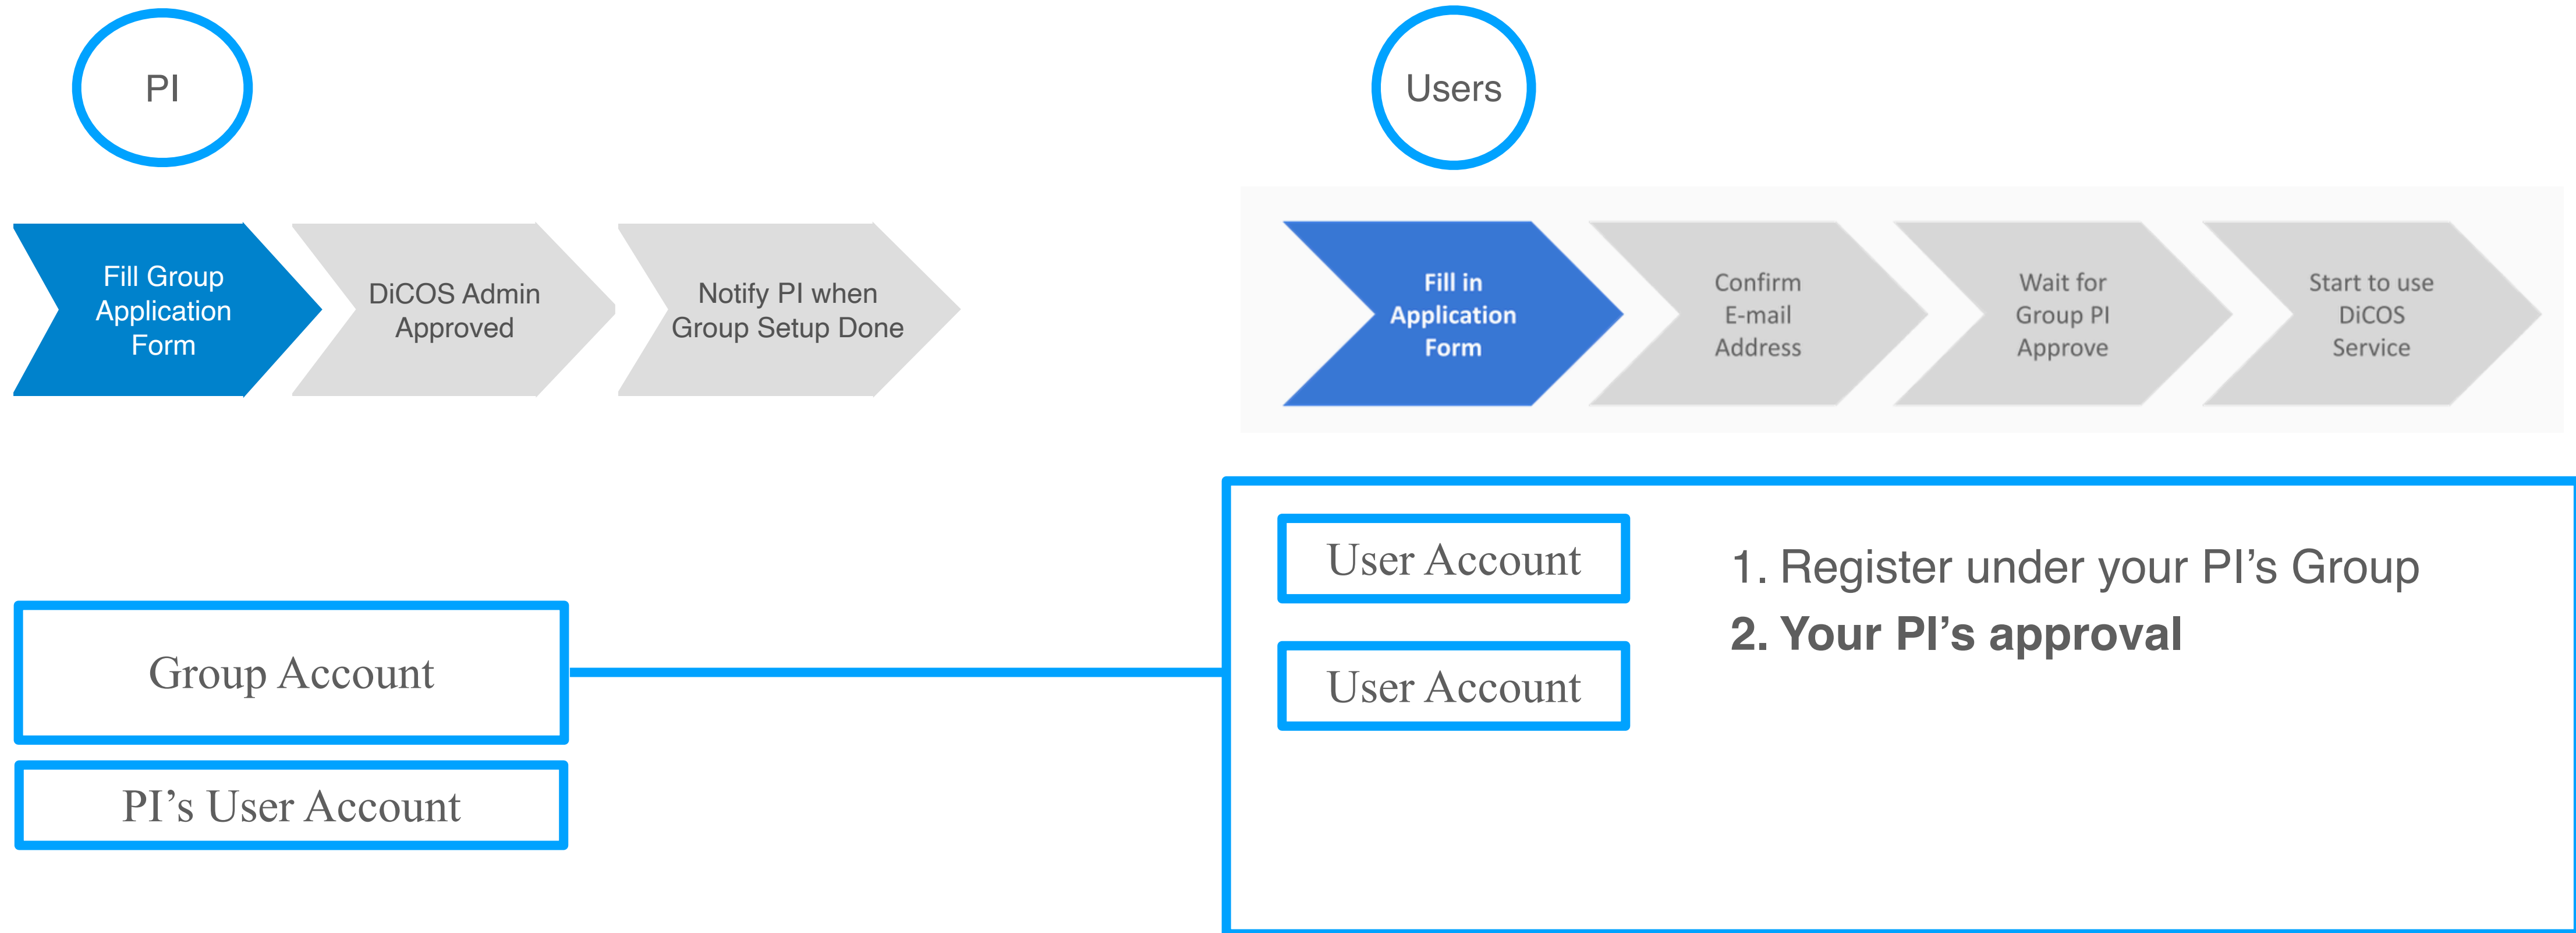 PI
Users
Fill Group
Application
Form
DiCOS Admin
Approved
Notify PI when
Group Setup Done
Fill in
Application
Form
Confirm
E-mail
Address
Wait for
Group PI
Approve
Start to use
DiCOS
Service
Group Account
PI’s User Account
User Account
User Account
1. Register under your PI’s Group
2. Your PI’s approval